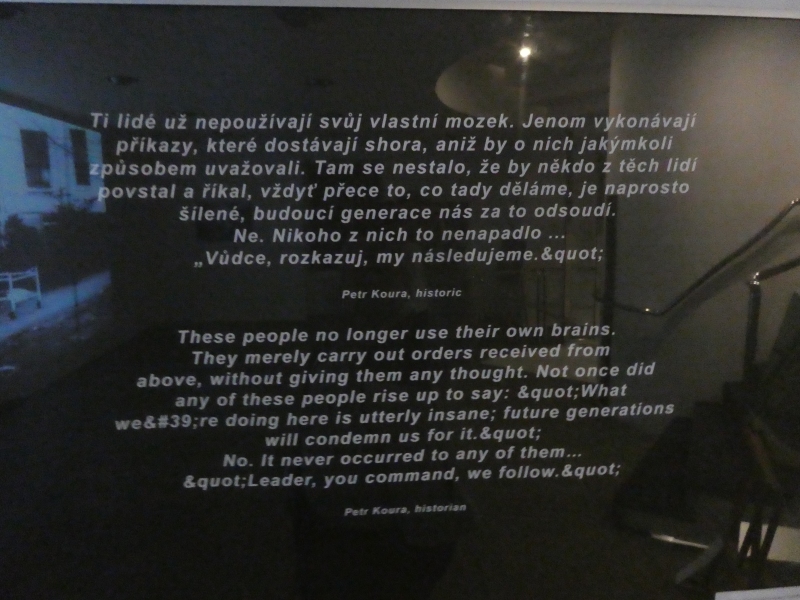 Ti lidé už nepoužívají svůj vlastní mozek. Jenom vykonávají
příkazy, které dostávají shora, aniž by o nich jakýmkoli
způsobem uvažovali. Tam se nestalo, že by někdo z těch lidí
povstal a říkal, vždyť přece to, co tady děláme, je naprosto
šílené, budoucí generace nás za to odsoudí.
Ne. Nikoho z nich to nenapadlo ...
„Vůdce, rozkazuj, my následujeme.&quot;
Petr Koura, historic
These people no longer use their own brains.
They merely carry out orders received from
above, without giving them any thought. Not once did
any of these people rise up to say: &quot;What
we&#39;re doing here is utterly insane; future generations
will condemn us for it.&quot;
No. It never occurred to any of them...
&quot;Leader, you command, we follow.&quot;
Petr Koura, historian